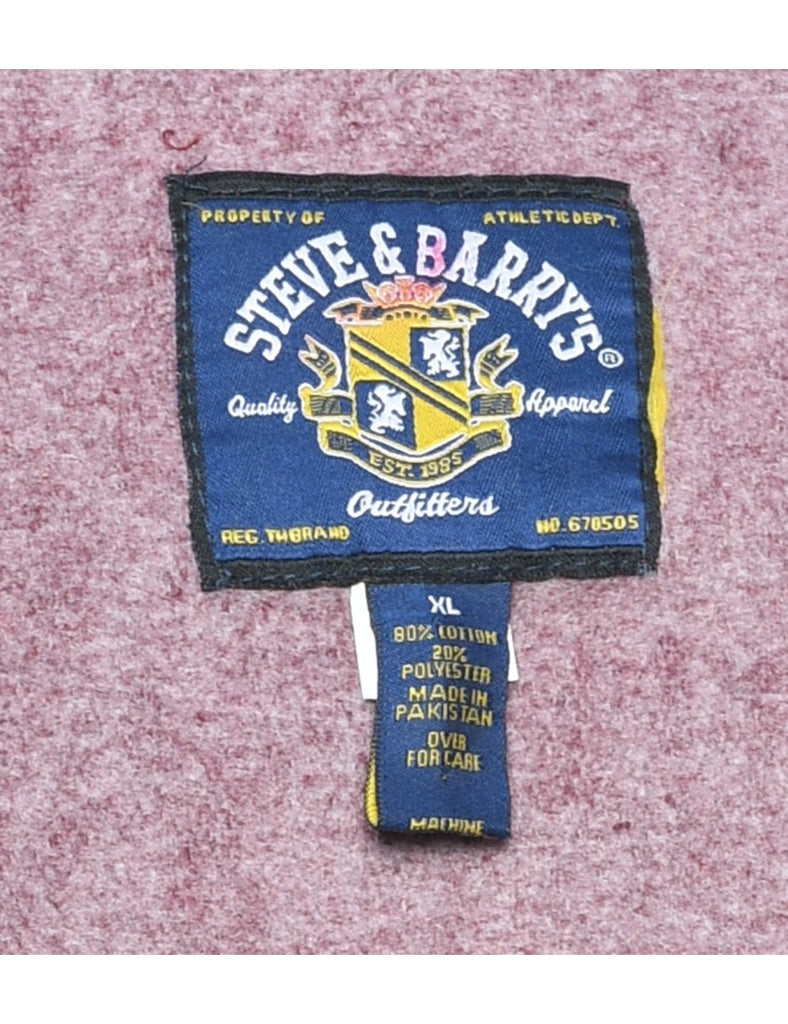 PROPERTY OF ATHLETIC DEPT.
STEVE & BARRY'S®
Quality Apparel
EST. 1985
Outfitters
REG. TM BRAND NO. 670505
XL
80% COTTON
20%
POLYESTER
MADE IN
PAKISTAN
OVER
FOR CARE
MACHINE